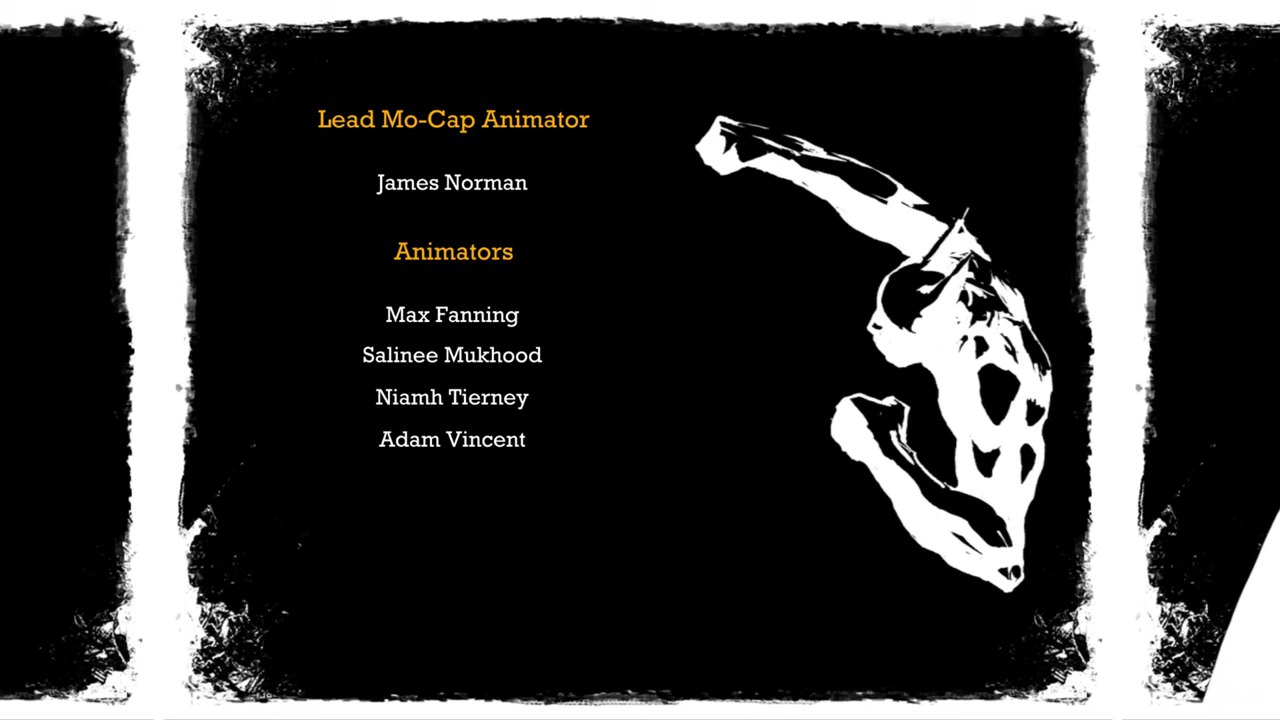 Lead Mo-Cap Animator
James Norman
Animators
Max Fanning
Salinee Mukhood
Niamh Tierney
Adam Vincent